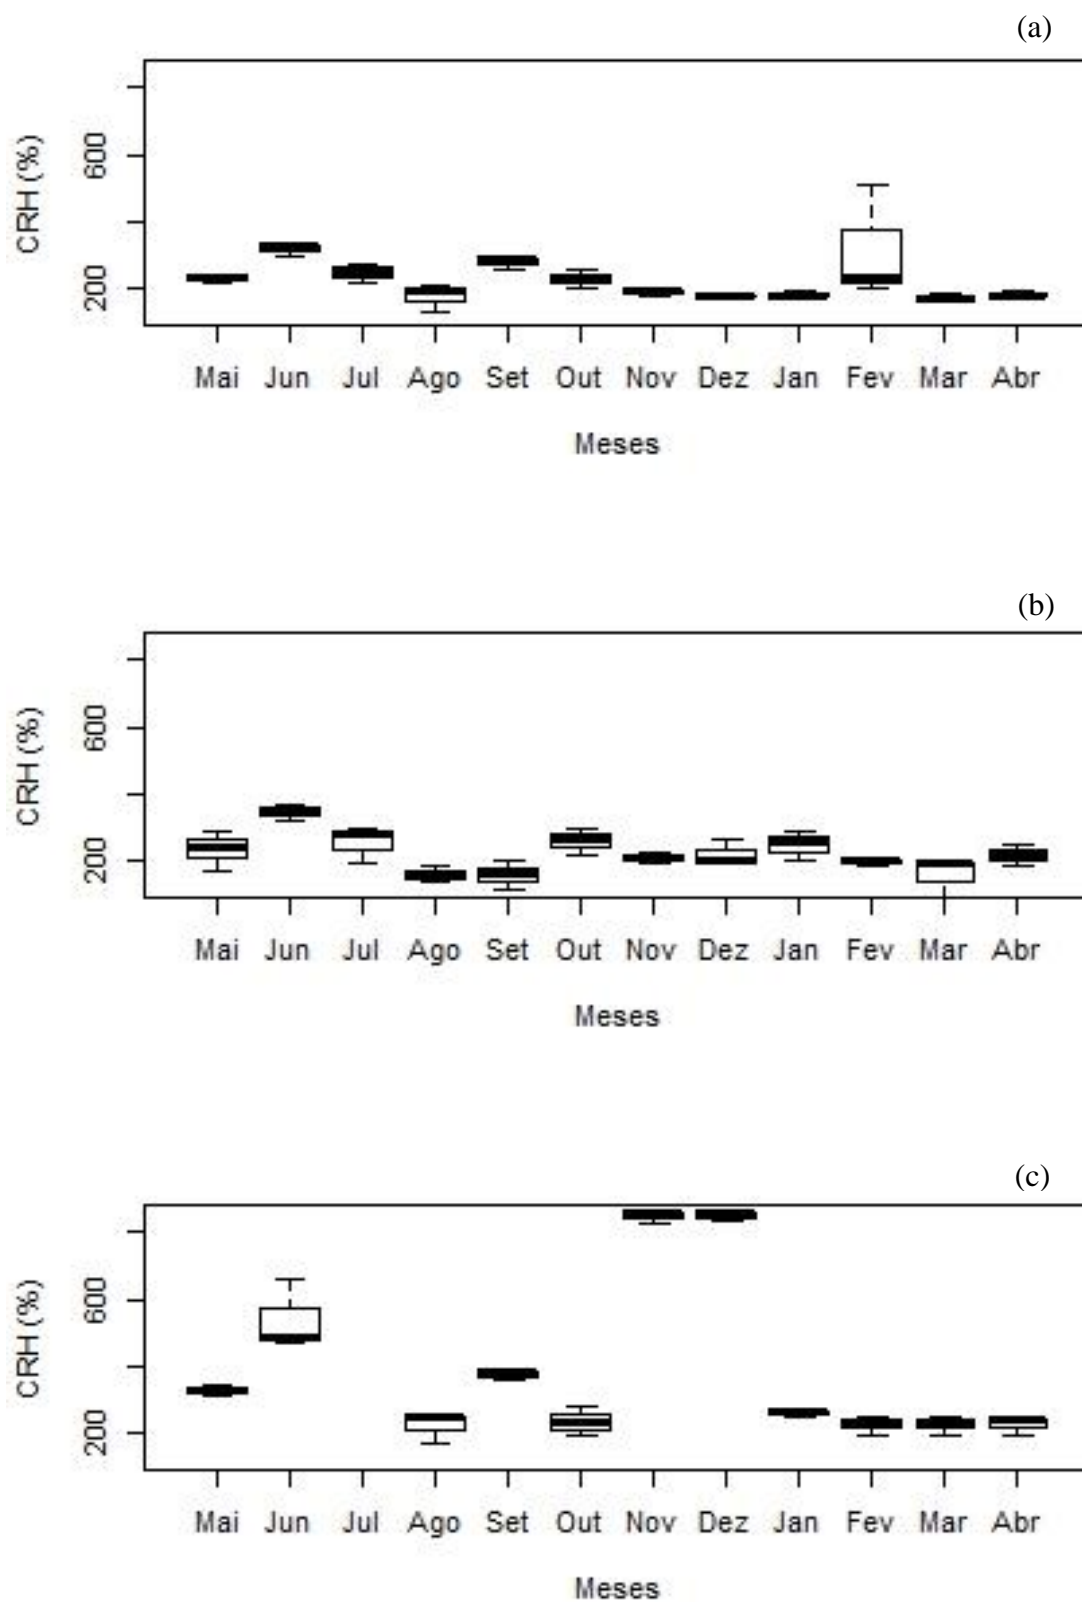 (a)
CRH (%)
600
200
Mai Jun Jul Ago Set Out Nov Dez Jan Fev Mar Abr
Meses
(b)
CRH (%)
600
200
Mai Jun Jul Ago Set Out Nov Dez Jan Fev Mar Abr
Meses
(c)
CRH (%)
600
200
Mai Jun Jul Ago Set Out Nov Dez Jan Fev Mar Abr
Meses